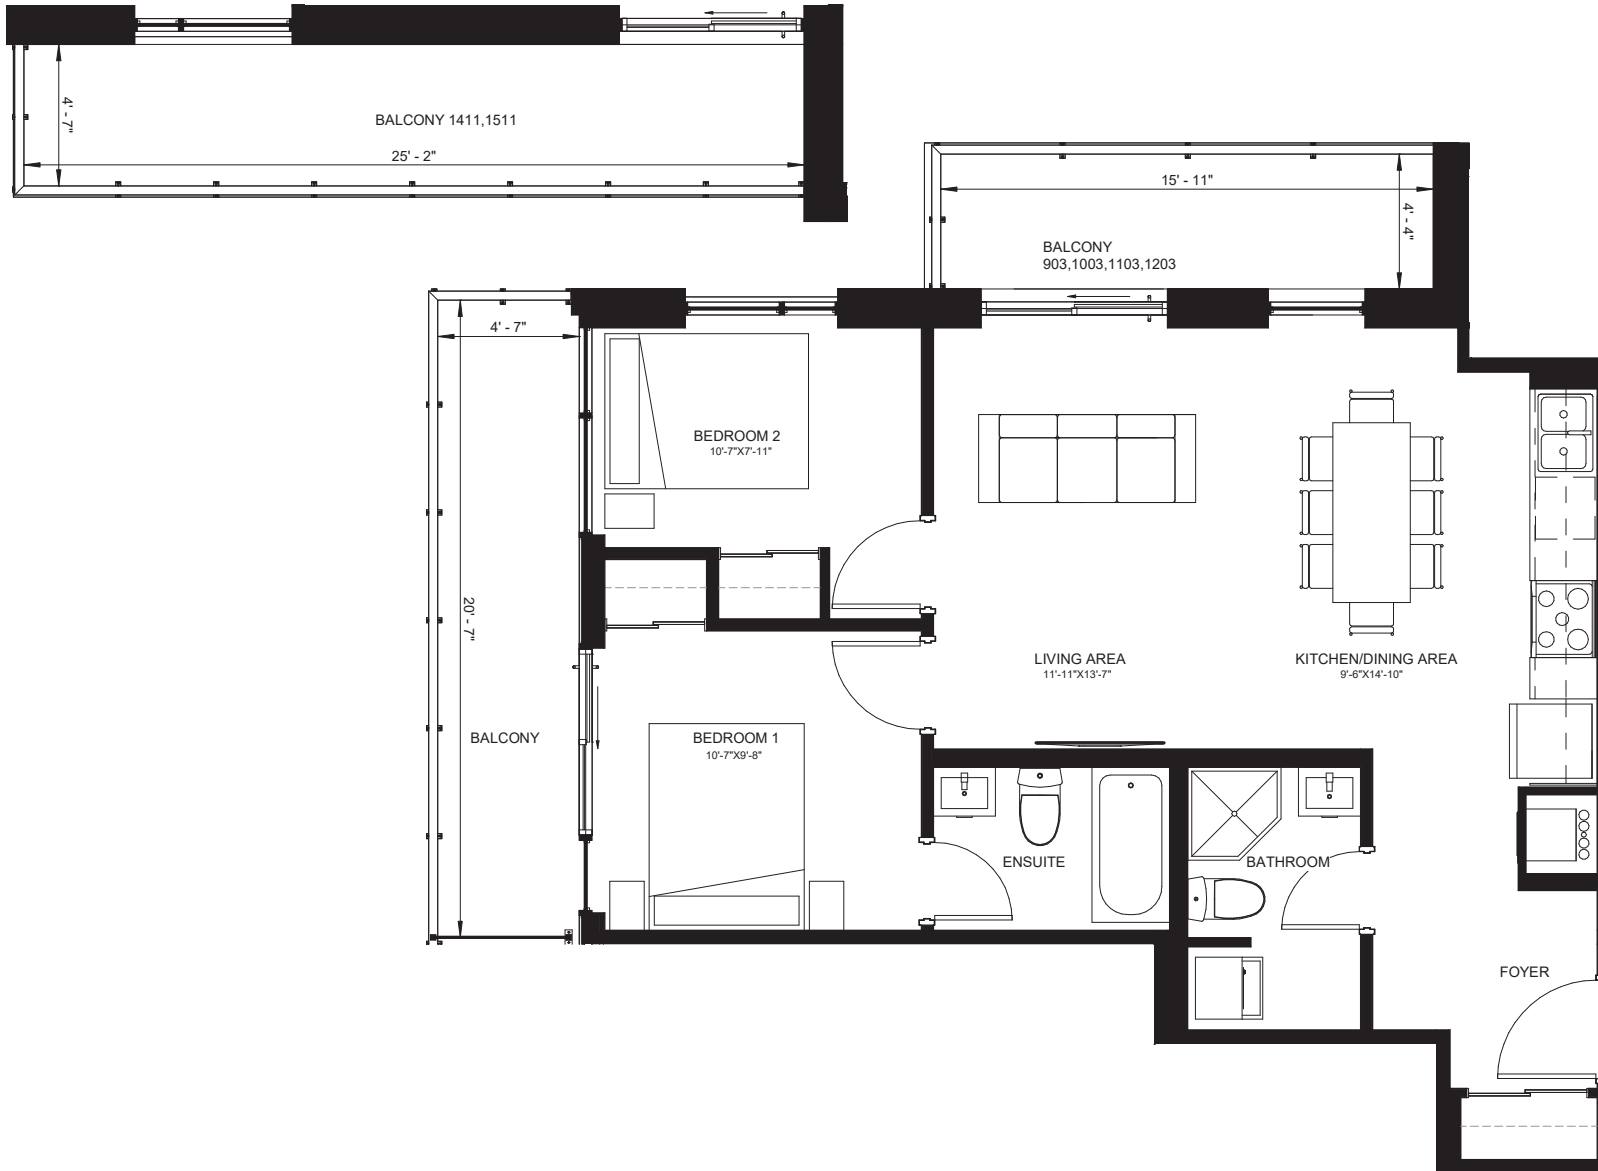 4' - 7"
BALCONY 1411,1511
25' - 2"
15' - 11"
4' - 4"
BALCONY
903,1003,1103,1203
4' - 7"
BEDROOM 2
10'-7"X7'-11"
20' - 7"
LIVING AREA
11'-11"X13'-7"
KITCHEN/DINING AREA
9'-6"X14'-10"
BALCONY
BEDROOM 1
10'-7"X9'-8"
ENSUITE
BATHROOM
FOYER